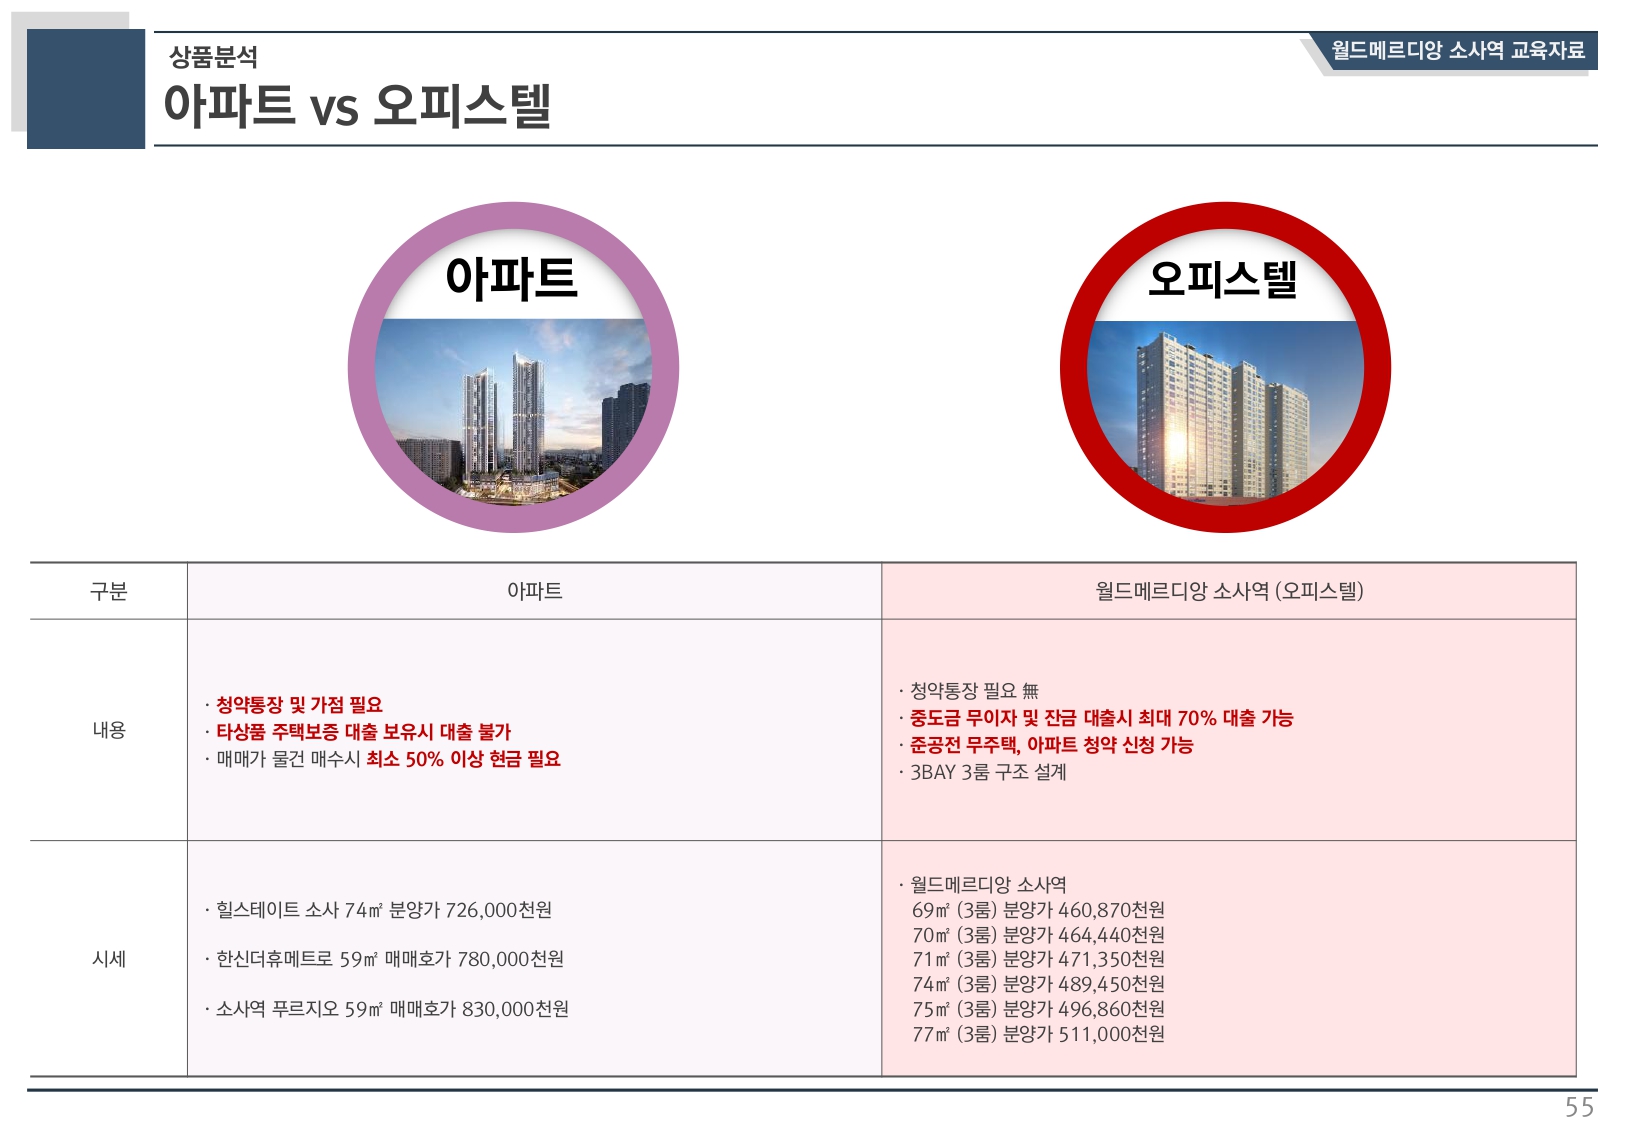 상품분석
월드메르디앙 소사역 교육자료
아파트 vs 오피스텔
아파트
오피스텔
구분
아파트
월드메르디앙 소사역 (오피스텔)
내용
· 청약통장 및 가점 필요
· 타상품 주택보증 대출 보유시 대출 불가
· 매매가 물건 매수시 최소 50% 이상 현금 필요
· 청약통장 필요 無
· 중도금 무이자 및 잔금 대출시 최대 70% 대출 가능
· 준공전 무주택, 아파트 청약 신청 가능
· 3BAY 3룸 구조 설계
시세
· 힐스테이트 소사 74㎡ 분양가 726,000천원
· 한신더휴메트로 59㎡ 매매호가 780,000천원
· 소사역 푸르지오 59㎡ 매매호가 830,000천원
· 월드메르디앙 소사역
69㎡ (3룸) 분양가 460,870천원
70㎡ (3룸) 분양가 464,440천원
71㎡ (3룸) 분양가 471,350천원
74㎡ (3룸) 분양가 489,450천원
75㎡ (3룸) 분양가 496,860천원
77㎡ (3룸) 분양가 511,000천원
55